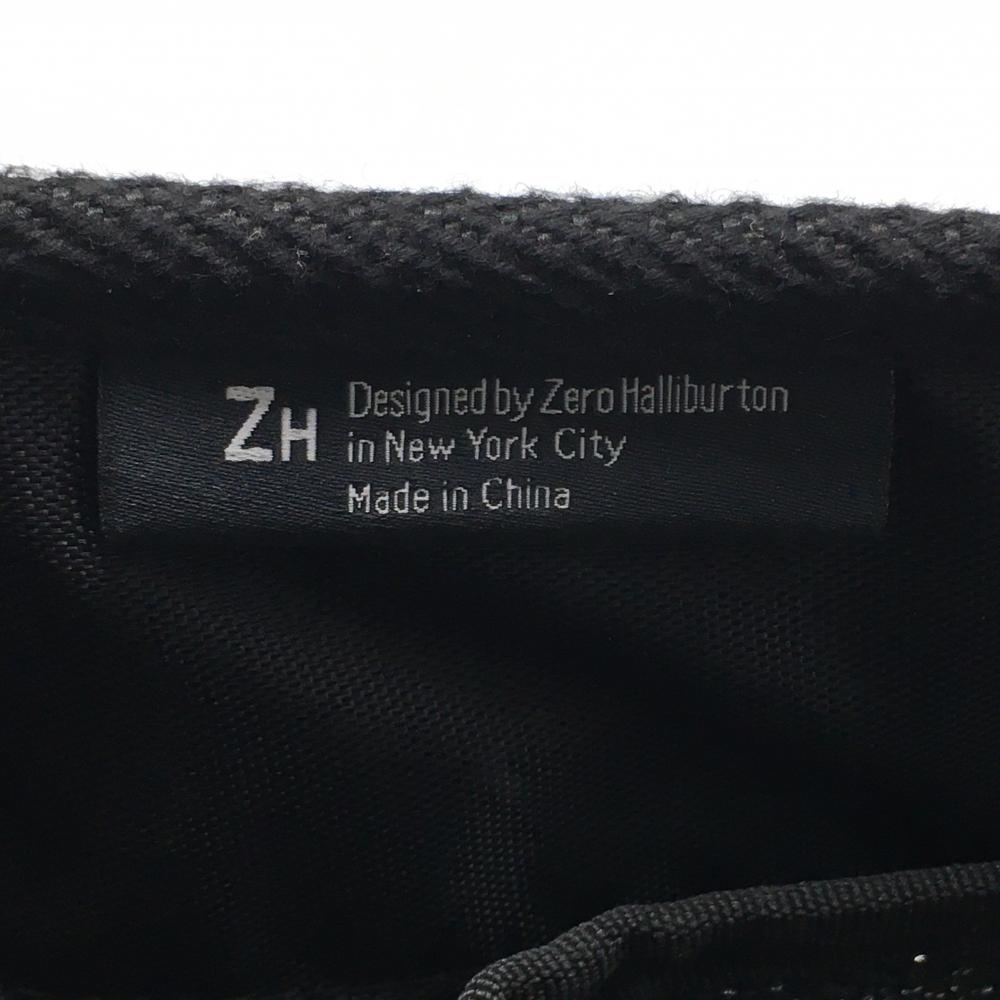 ZH
Designed by Zero Halliburton
in New York City
Made in China